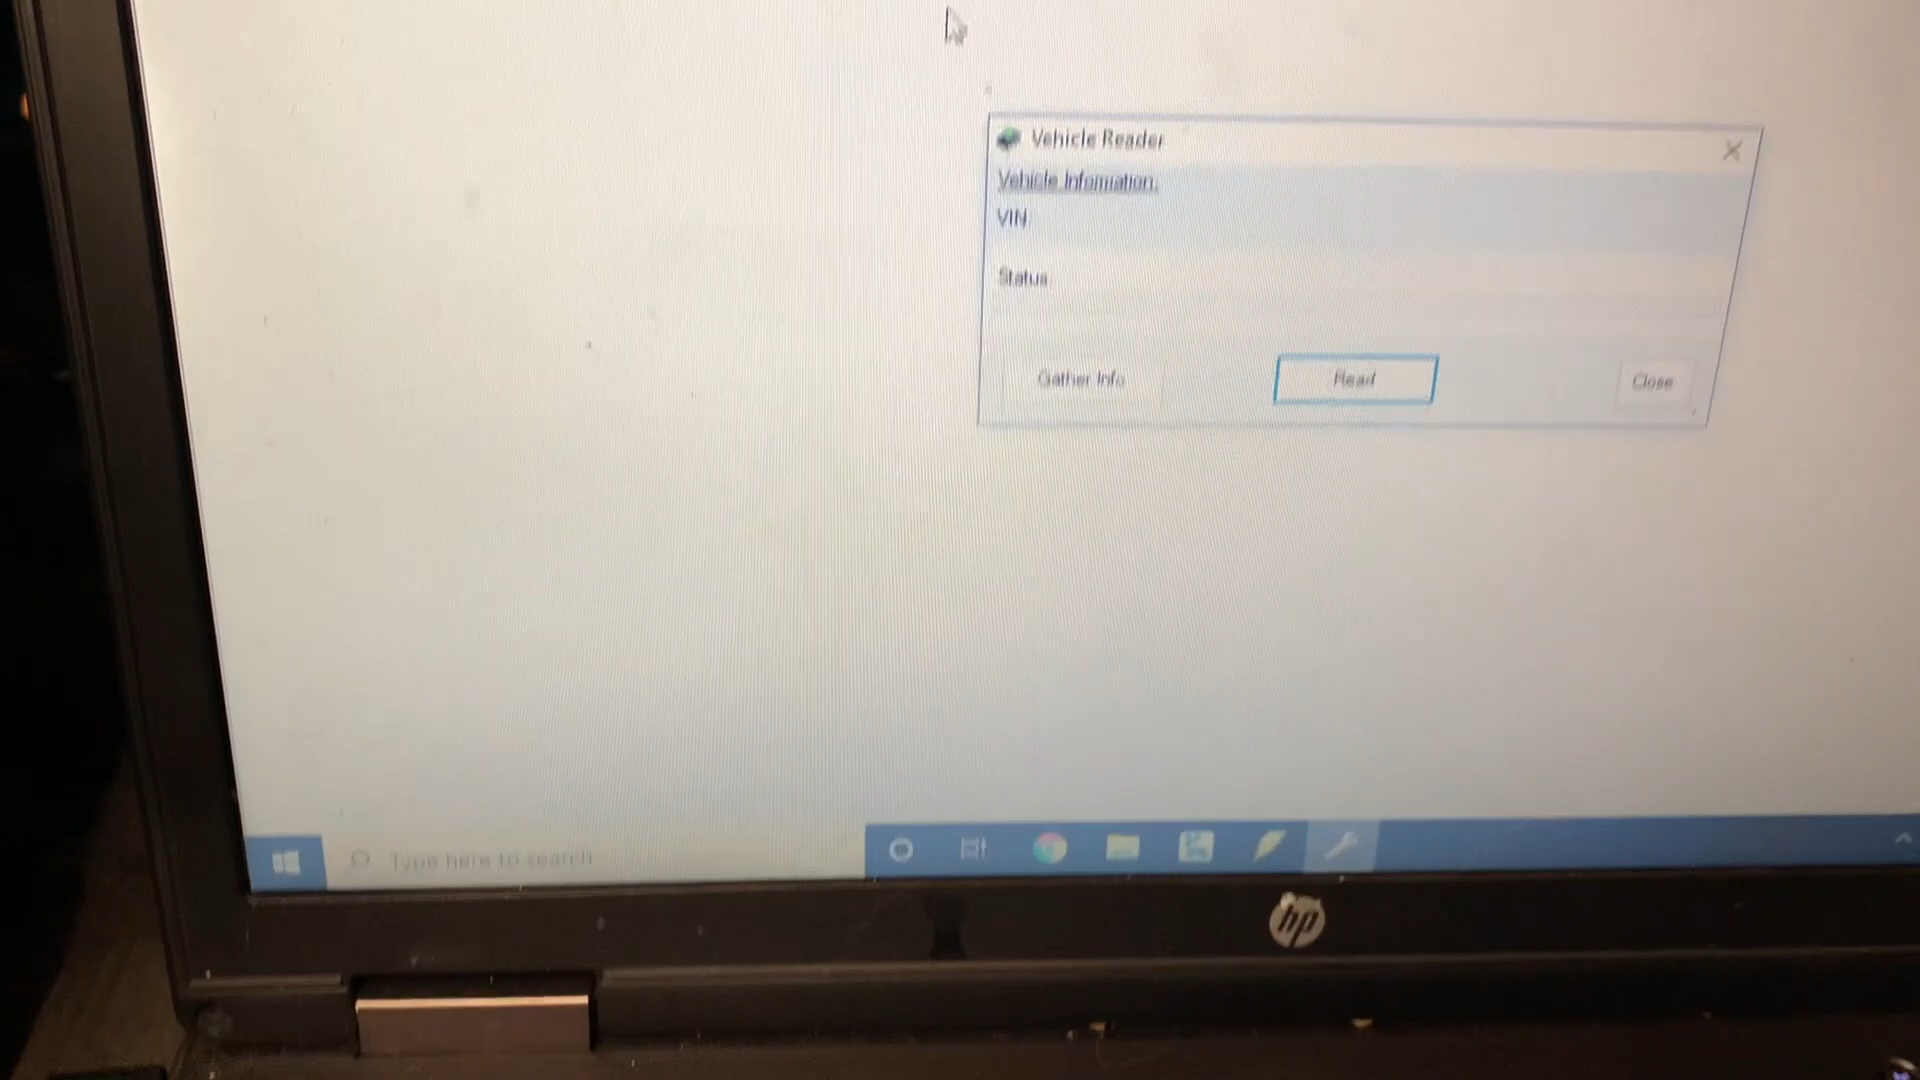 Vehicle Reader
Vehicle Information:
VIN:
Status:
Gather Info
Read
Close
Type here to search
hp